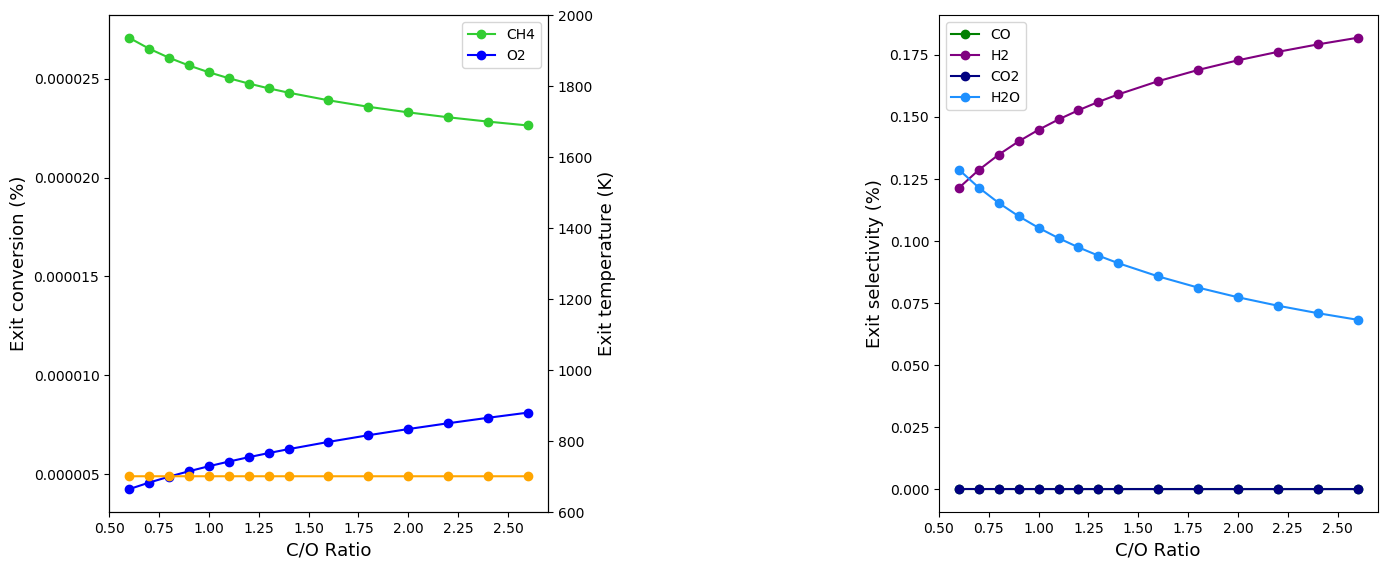 Exit conversion (%)
0.000025
0.000020
0.000015
0.000010
0.000005
CH4
O2
2000
1800
1600
1400
1200
1000
800
600
Exit temperature (K)
0.50 0.75 1.00 1.25 1.50 1.75 2.00 2.25 2.50
C/O Ratio
Exit selectivity (%)
0.175
0.150
0.125
0.100
0.075
0.050
0.025
0.000
CO
H2
CO2
H2O
0.50 0.75 1.00 1.25 1.50 1.75 2.00 2.25 2.50
C/O Ratio